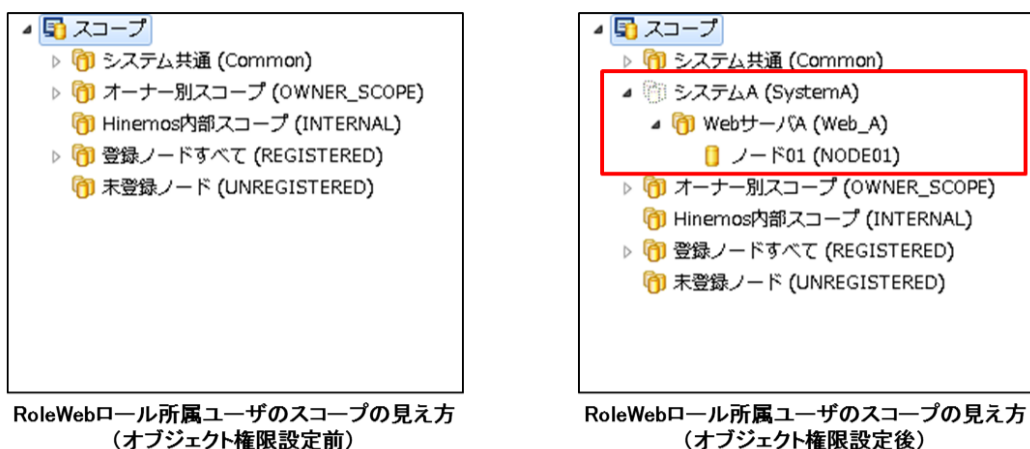 スコープ
システム共通 (Common)
オーナー別スコープ (OWNER_SCOPE)
Hinemos内部スコープ (INTERNAL)
登録ノードすべて (REGISTERED)
未登録ノード (UNREGISTERED)
RoleWebロール所属ユーザのスコープの見え方
(オブジェクト権限設定前)
スコープ
システム共通 (Common)
システムA (SystemA)
WebサーバA (Web_A)
ノード01 (NODE01)
オーナー別スコープ (OWNER_SCOPE)
Hinemos内部スコープ (INTERNAL)
登録ノードすべて (REGISTERED)
未登録ノード (UNREGISTERED)
RoleWebロール所属ユーザのスコープの見え方
(オブジェクト権限設定後)